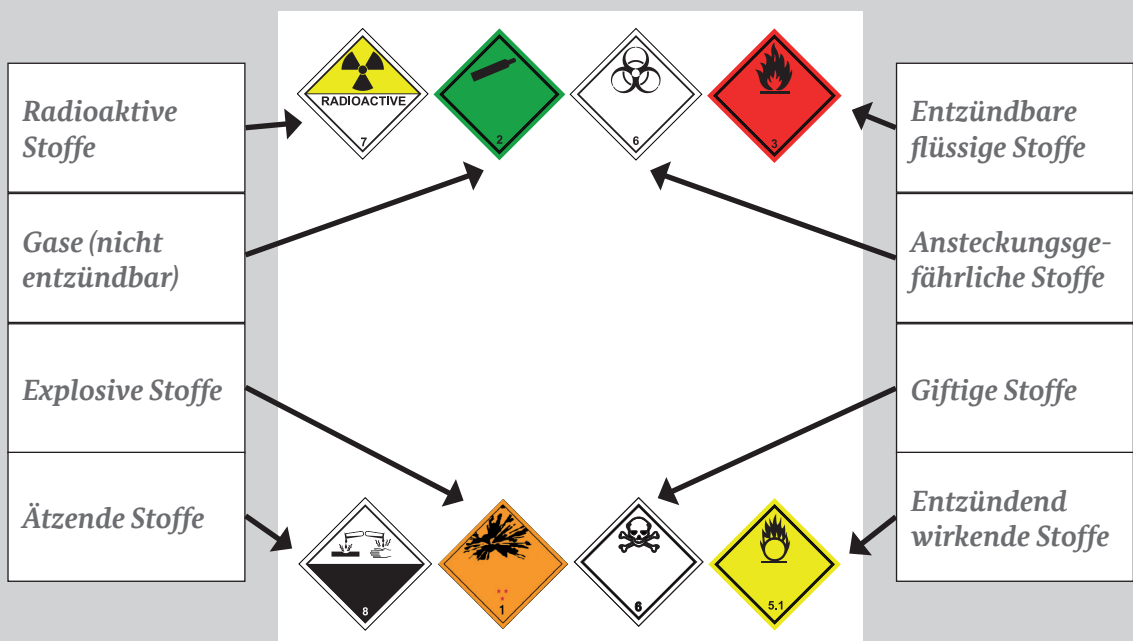 Radioaktive
Stoffe
Gase (nicht
entzündbar)
Explosive Stoffe
Ätzende Stoffe
RADIOACTIVE
7
2
6
3
8
* *
*
1
6
5.1
Entzündbare
flüssige Stoffe
Ansteckungsge-
fährliche Stoffe
Giftige Stoffe
Entzündend
wirkende Stoffe